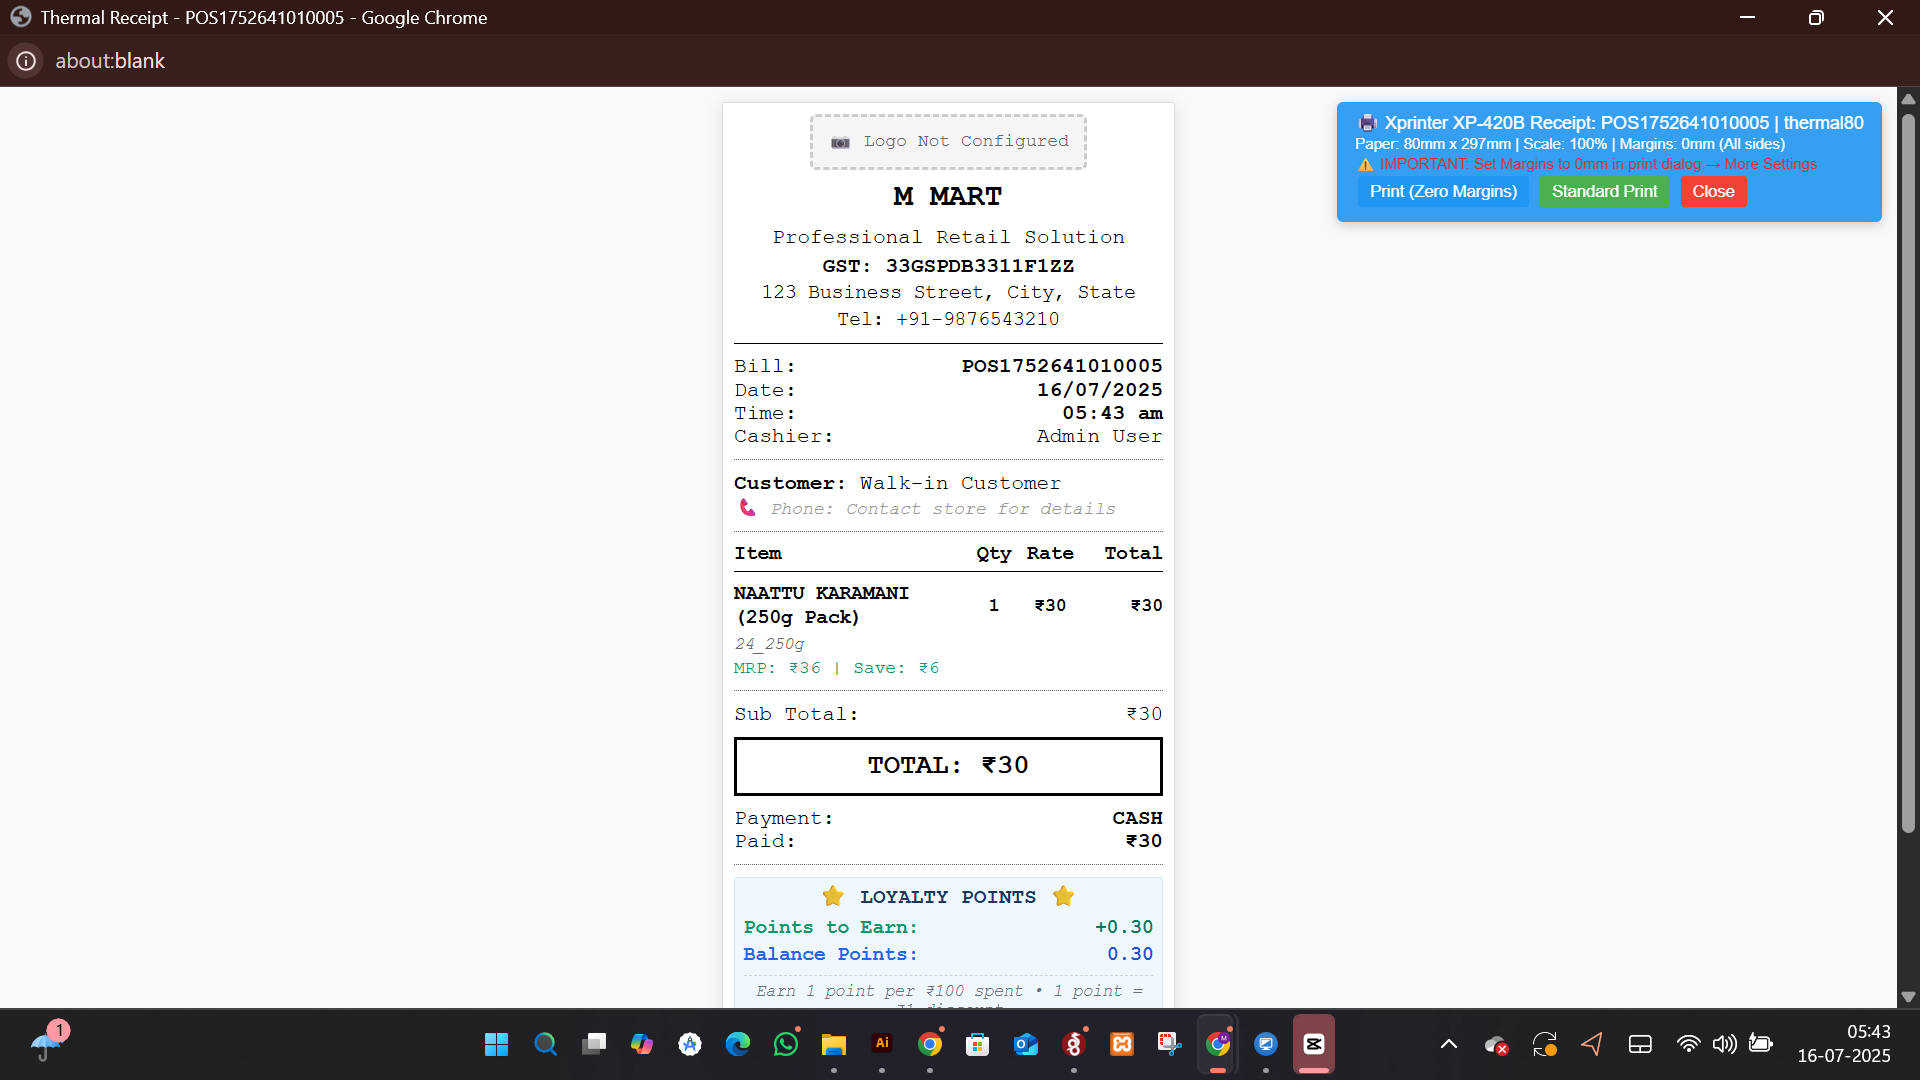 Thermal Receipt - POS1752641010005 - Google Chrome
about:blank
Logo Not Configured
M MART
Professional Retail Solution
GST: 33GSPDB3311F1ZZ
123 Business Street, City, State
Tel: +91-9876543210
Bill: POS1752641010005
Date: 16/07/2025
Time: 05:43 am
Cashier: Admin User
Customer: Walk-in Customer
Phone: Contact store for details
Item Qty Rate Total
NAATTU KARAMANI
(250g Pack) 1 ₹30 ₹30
24_250g
MRP: ₹36 | Save: ₹6
Sub Total: ₹30
TOTAL: ₹30
Payment: CASH
Paid: ₹30
LOYALTY POINTS
Points to Earn: +0.30
Balance Points: 0.30
Earn 1 point per ₹100 spent • 1 point =
Xprinter XP-420B Receipt: POS1752641010005 | thermal80
Paper: 80mm x 297mm | Scale: 100% | Margins: 0mm (All sides)
IMPORTANT: Set Margins to 0mm in print dialog → More Settings
Print (Zero Margins) Standard Print Close
1
Ai
05:43
16-07-2025